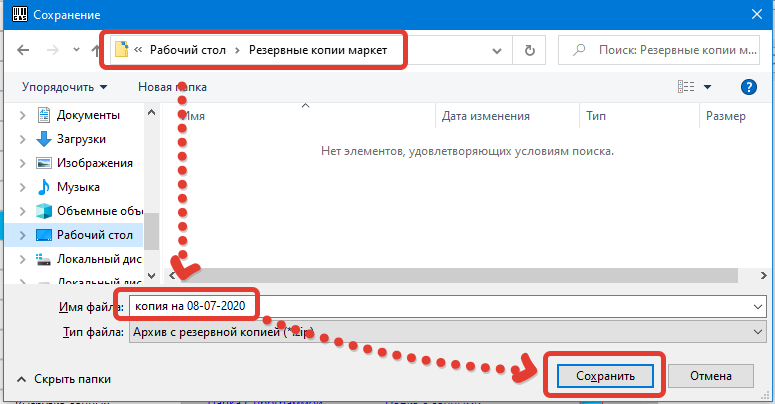 Сохранение
« Рабочий стол > Резервные копии маркет
Поиск: Резервные копии м...
Упорядочить
Новая папка
Имя
Дата изменения
Тип
Размер
Нет элементов, удовлетворяющих условиям поиска.
Документы
Загрузки
Изображения
Музыка
Объемные объ
Рабочий стол
Локальный дис
Локальный дис
Имя файла:
копия на 08-07-2020
Тип файла:
Архив с резервной копией (*.zip)
Скрыть папки
Сохранить
Отмена